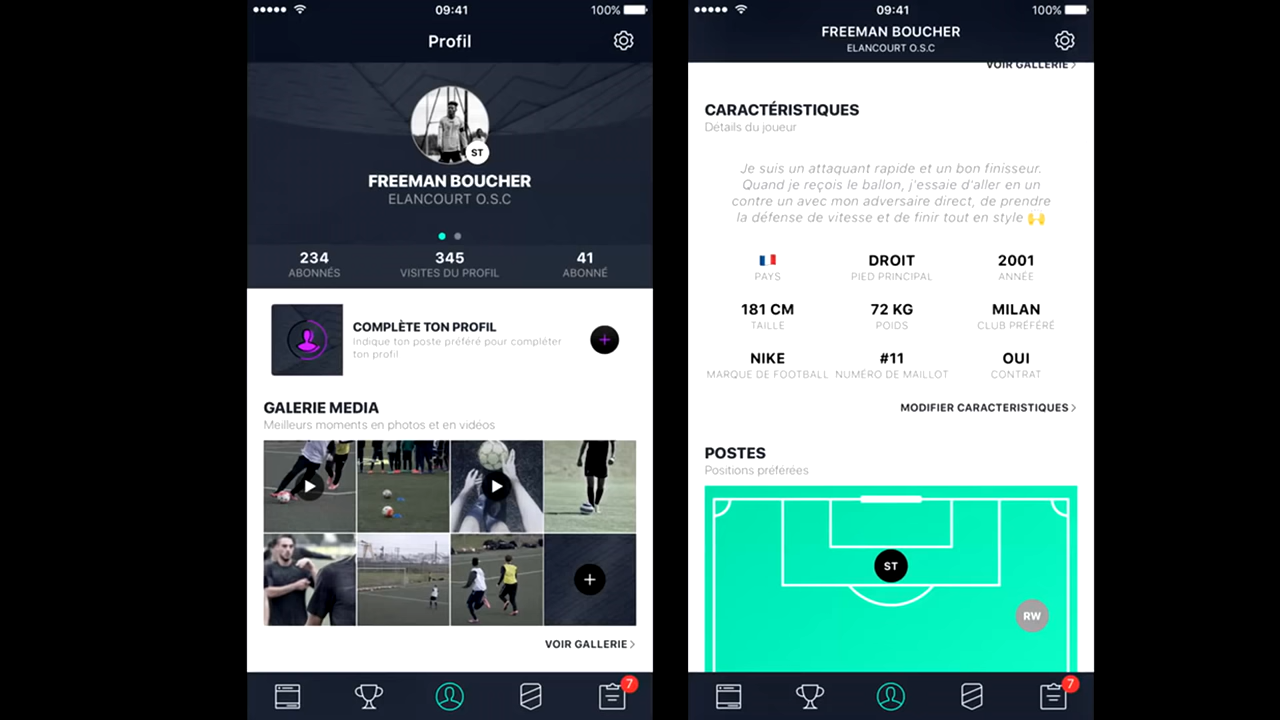 09:41
100%
Profil
ST
FREEMAN BOUCHER
ELANCOURT O.S.C
234
345
41
ABONNÉS
VISITES DU PROFIL
ABONNÉ
COMPLÈTE TON PROFIL
Indique ton poste préféré pour compléter
ton profil
GALERIE MEDIA
Meilleurs moments en photos et en vidéos
VOIR GALLERIE
7
09:41
100%
FREEMAN BOUCHER
ELANCOURT O.S.C
VOIR GALLERIE
CARACTÉRISTIQUES
Détails du joueur
Je suis un attaquant rapide et un bon finisseur.
Quand je reçois le ballon, j'essaie d'aller en un
contre un avec mon adversaire direct, de prendre
la défense de vitesse et de finir tout en style 🙌
DROIT
2001
PAYS
PIED PRINCIPAL
ANNÉE
181 CM
72 KG
MILAN
TAILLE
POIDS
CLUB PRÉFÉRÉ
NIKE
#11
OUI
MARQUE DE FOOTBALL
NUMÉRO DE MAILLOT
CONTRAT
MODIFIER CARACTERISTIQUES
POSTES
Positions préférées
ST
RW
7